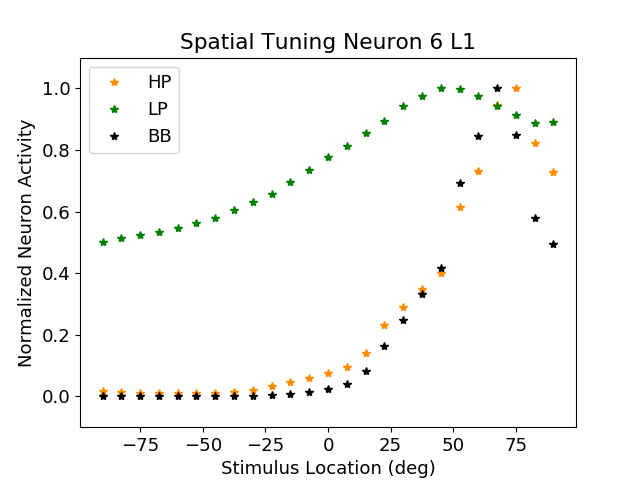 Spatial Tuning Neuron 6 L1
HP
LP
BB
Normalized Neuron Activity
1.0
0.8
0.6
0.4
0.2
0.0
−75 −50 −25 0 25 50 75
Stimulus Location (deg)